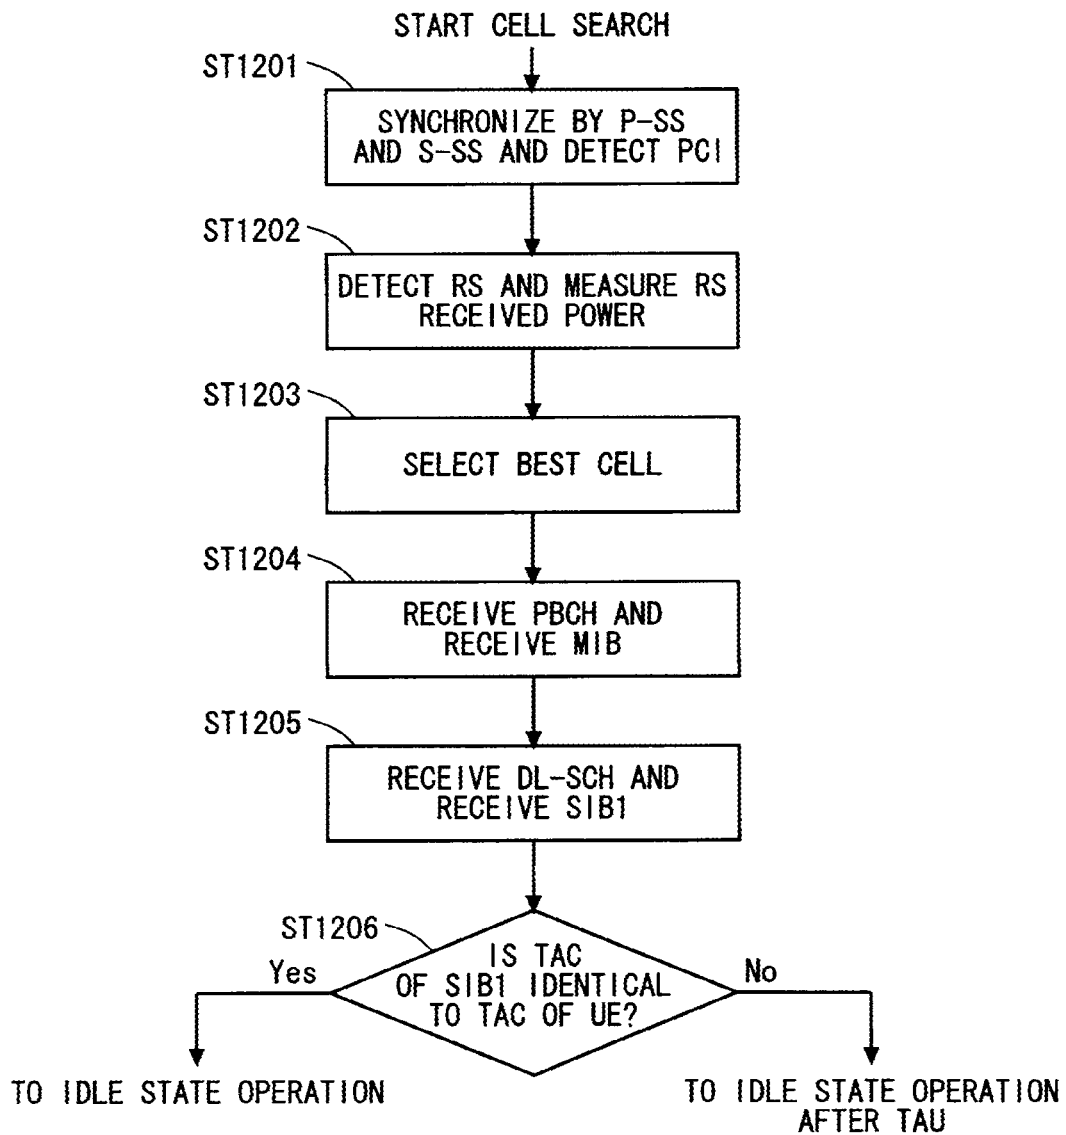 START CELL SEARCH
ST1201
SYNCHRONIZE BY P-SS
AND S-SS AND DETECT PCI
ST1202
DETECT RS AND MEASURE RS
RECEIVED POWER
ST1203
SELECT BEST CELL
ST1204
RECEIVE PBCH AND
RECEIVE MIB
ST1205
RECEIVE DL-SCH AND
RECEIVE SIB1
ST1206
IS TAC
OF SIB1 IDENTICAL
TO TAC OF UE?
Yes
No
TO IDLE STATE OPERATION
TO IDLE STATE OPERATION
AFTER TAU